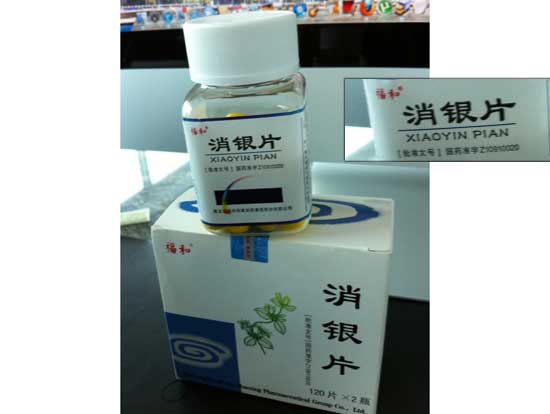 福和®
消银片
XIAOYIN PIAN
[批准文号] 国药准字Z10910020
福和®
消银片
XIAOYIN PIAN
[批准文号] 国药准字Z10910020
福和
消银片
120片×2瓶
Pharmaceutical Group Co., Ltd.